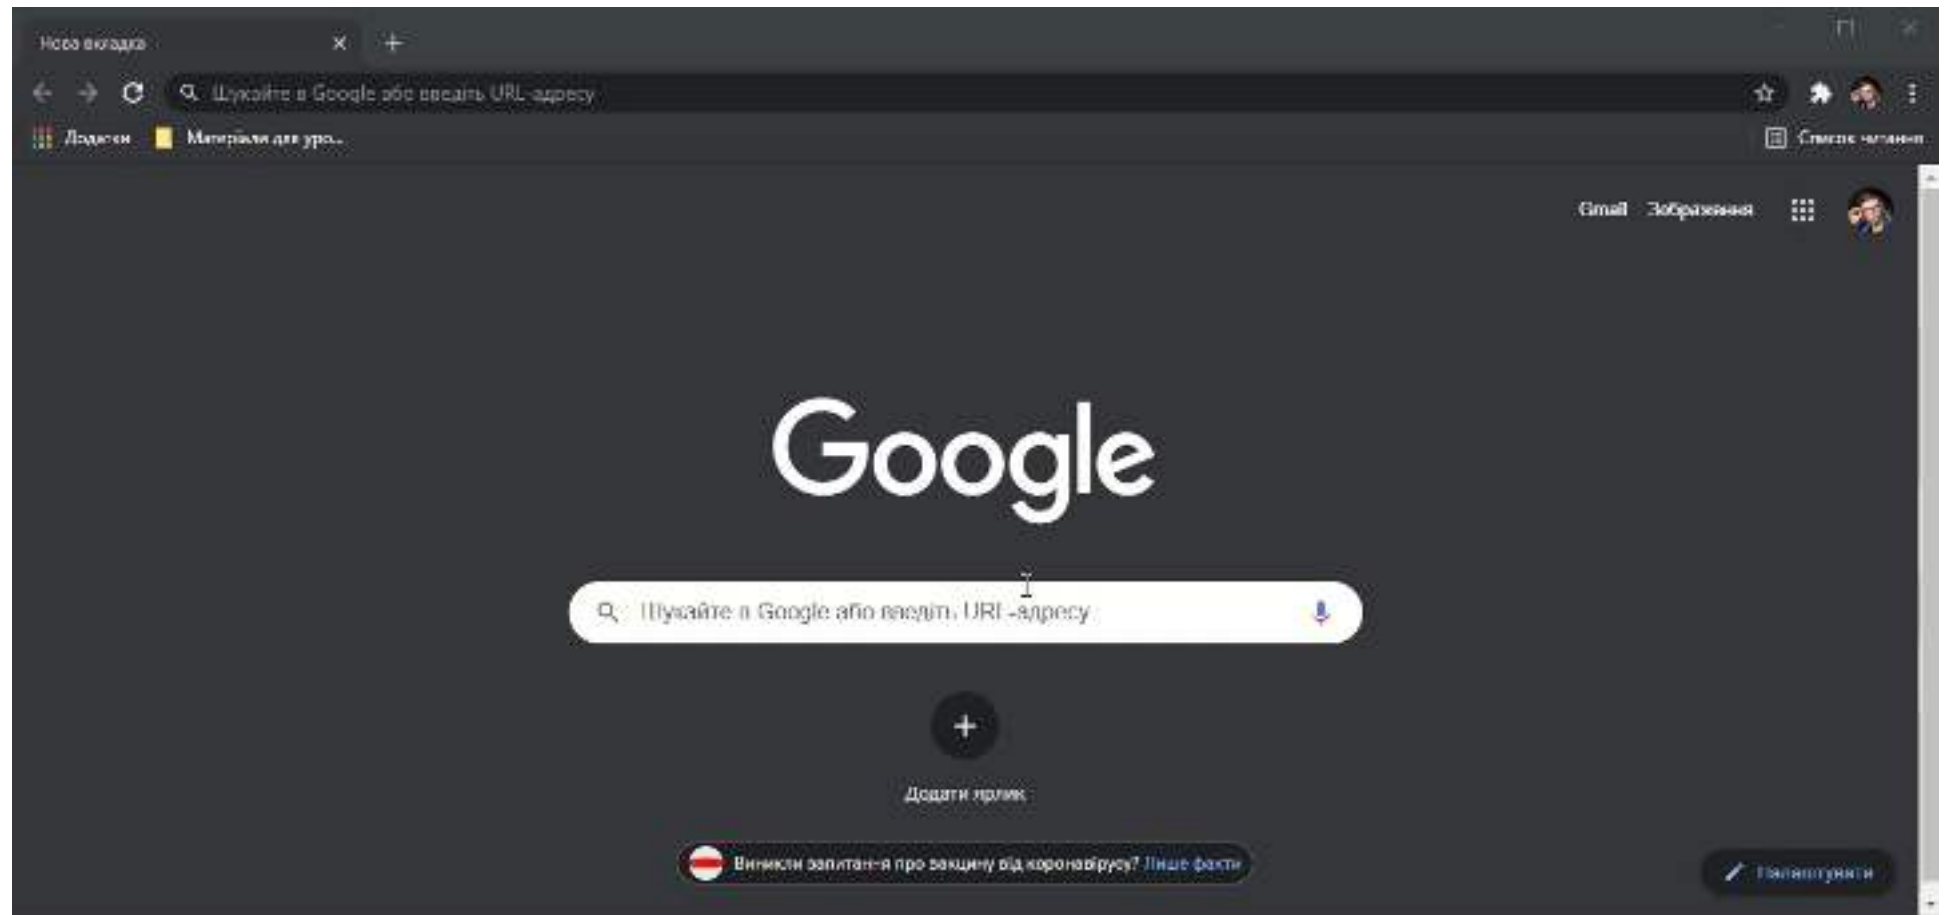 Нова вкладка
Шукайте в Google або введіть URL-адресу
Додатки Матеріали для уро...
Список читання
Gmail Зображення
Google
Шукайте в Google або введіть URL-адресу
Додати ярлик
Виникли запитання про вакцину від коронавірусу? Лише факти
Налаштувати